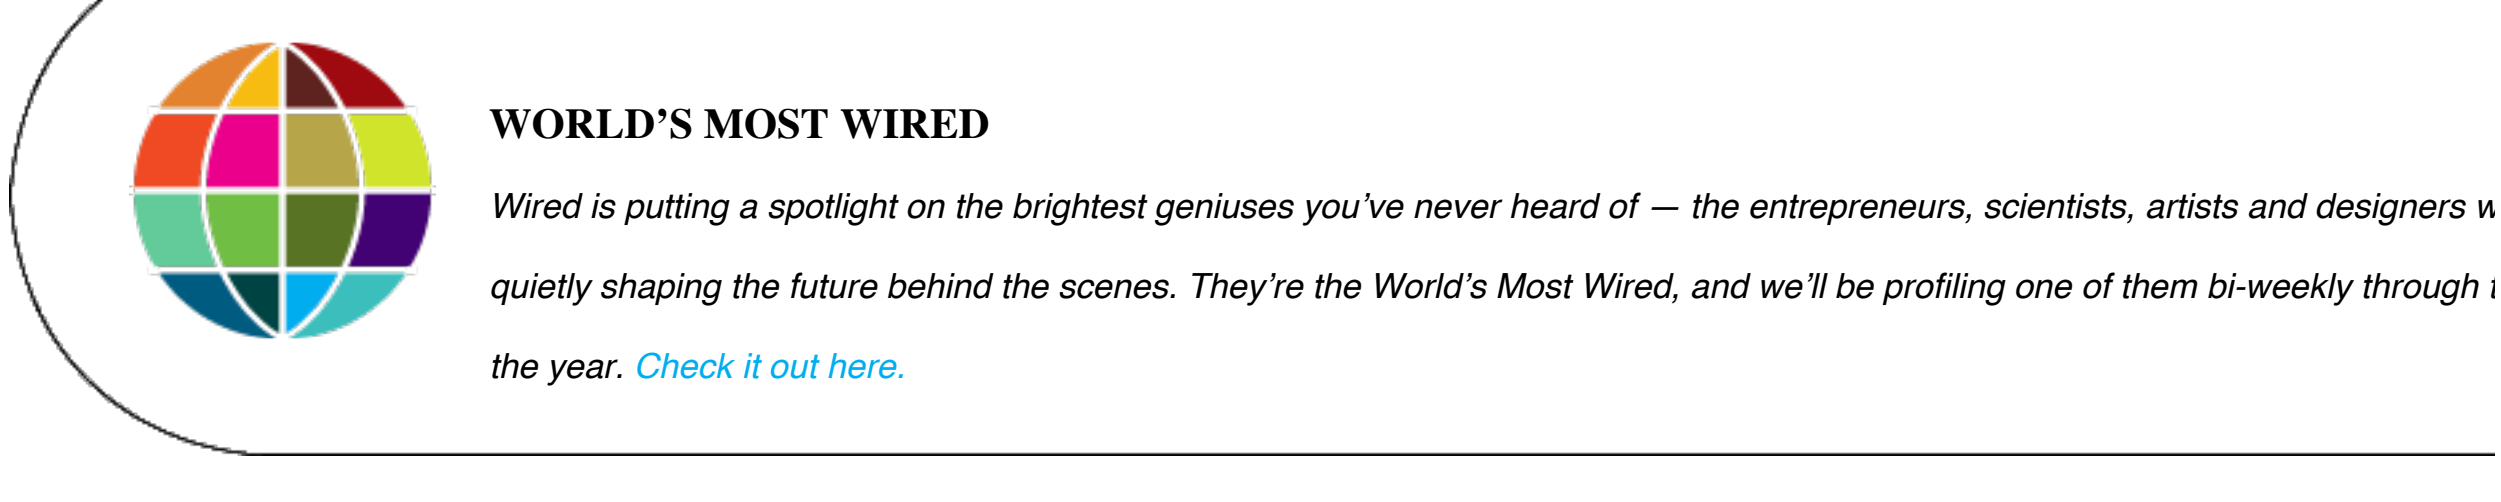 WORLD’S MOST WIRED
Wired is putting a spotlight on the brightest geniuses you’ve never heard of — the entrepreneurs, scientists, artists and designers
quietly shaping the future behind the scenes. They’re the World’s Most Wired, and we’ll be profiling one of them bi-weekly through
the year. Check it out here.